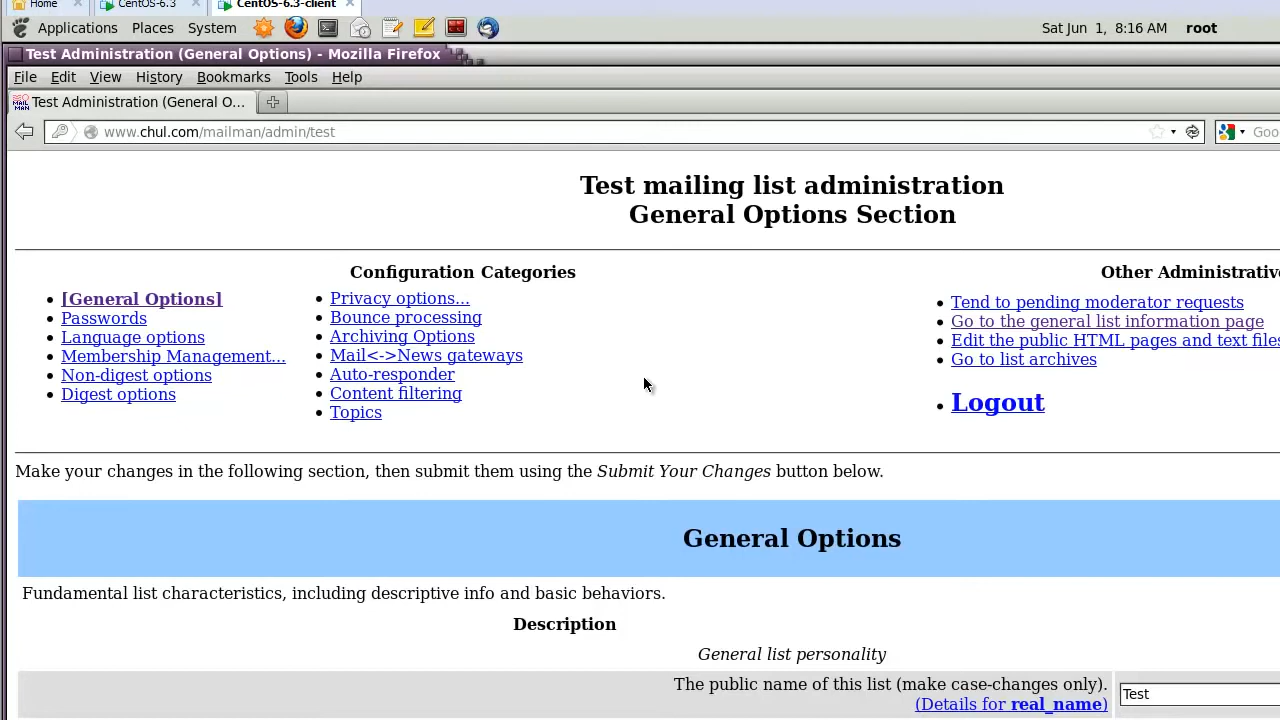 Home CentOS-6.3 CentOS-6.3-client
Applications Places System Sat Jun 1, 8:16 AM root
Test Administration (General Options) - Mozilla Firefox
File Edit View History Bookmarks Tools Help
Test Administration (General O...
www.chul.com/mailman/admin/test Goo
Test mailing list administration
General Options Section
Configuration Categories
[General Options]
Passwords
Language options
Membership Management...
Non-digest options
Digest options
Privacy options...
Bounce processing
Archiving Options
Mail<->News gateways
Auto-responder
Content filtering
Topics
Other Administrative
Tend to pending moderator requests
Go to the general list information page
Edit the public HTML pages and text files
Go to list archives
Logout
Make your changes in the following section, then submit them using the Submit Your Changes button below.
General Options
Fundamental list characteristics, including descriptive info and basic behaviors.
Description
General list personality
The public name of this list (make case-changes only).
(Details for real_name)
Test